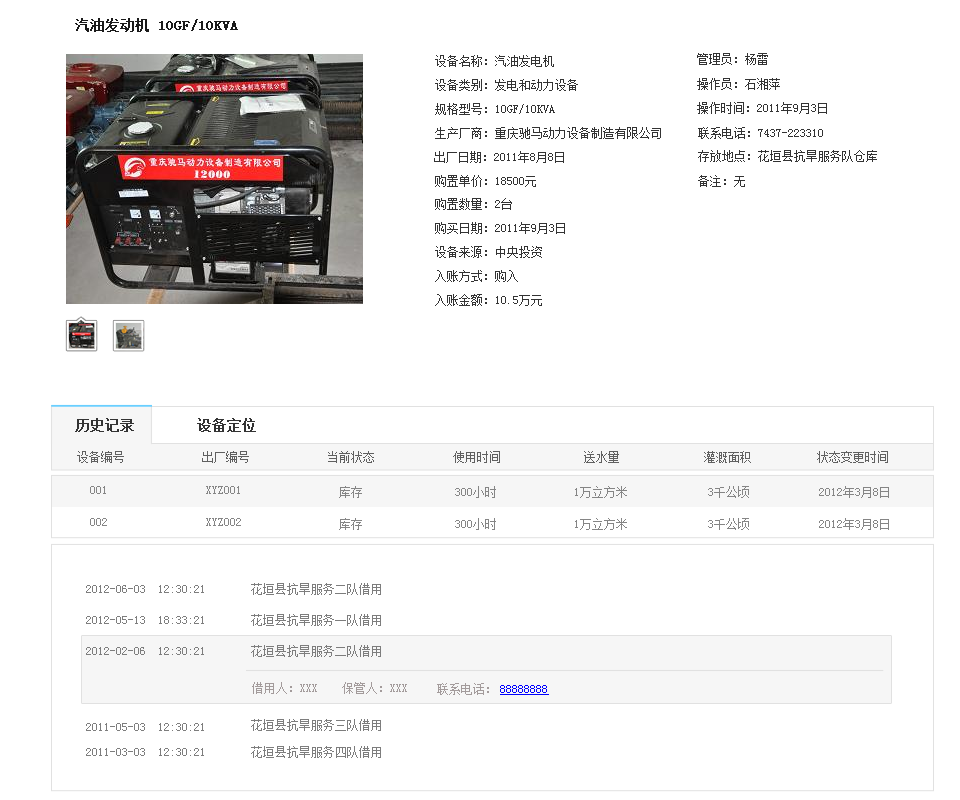 汽油发动机 10GF/10KVA
重庆驰马动力设备制造有限公司
重庆驰马动力设备制造有限公司
12000
设备名称：汽油发电机
设备类别：发电和动力设备
规格型号：10GF/10KVA
生产厂商：重庆驰马动力设备制造有限公司
出厂日期：2011年8月8日
购置单价：18500元
购置数量：2台
购买日期：2011年9月3日
设备来源：中央投资
入账方式：购入
入账金额：10.5万元
管理员：杨雷
操作员：石湘萍
操作时间：2011年9月3日
联系电话：7437-223310
存放地点：花垣县抗旱服务队仓库
备注：无
历史记录 设备定位
设备编号 出厂编号 当前状态 使用时间 送水量 灌溉面积 状态变更时间
001 XYZ001 库存 300小时 1万立方米 3千公顷 2012年3月8日
002 XYZ002 库存 300小时 1万立方米 3千公顷 2012年3月8日
2012-06-03 12:30:21 花垣县抗旱服务二队借用
2012-05-13 18:33:21 花垣县抗旱服务一队借用
2012-02-06 12:30:21 花垣县抗旱服务二队借用
借用人：XXX 保管人：XXX 联系电话：88888888
2011-05-03 12:30:21 花垣县抗旱服务三队借用
2011-03-03 12:30:21 花垣县抗旱服务四队借用